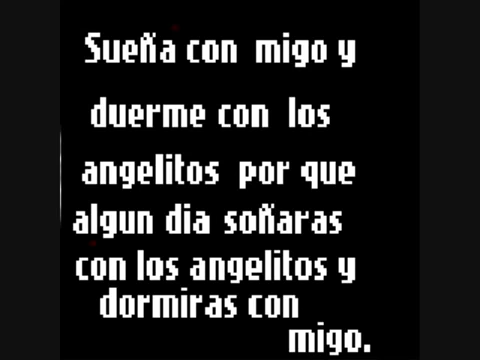 Sueña con migo y
duerme con los
angelitos por que
algun dia soñaras
con los angelitos y
dormiras con
migo.